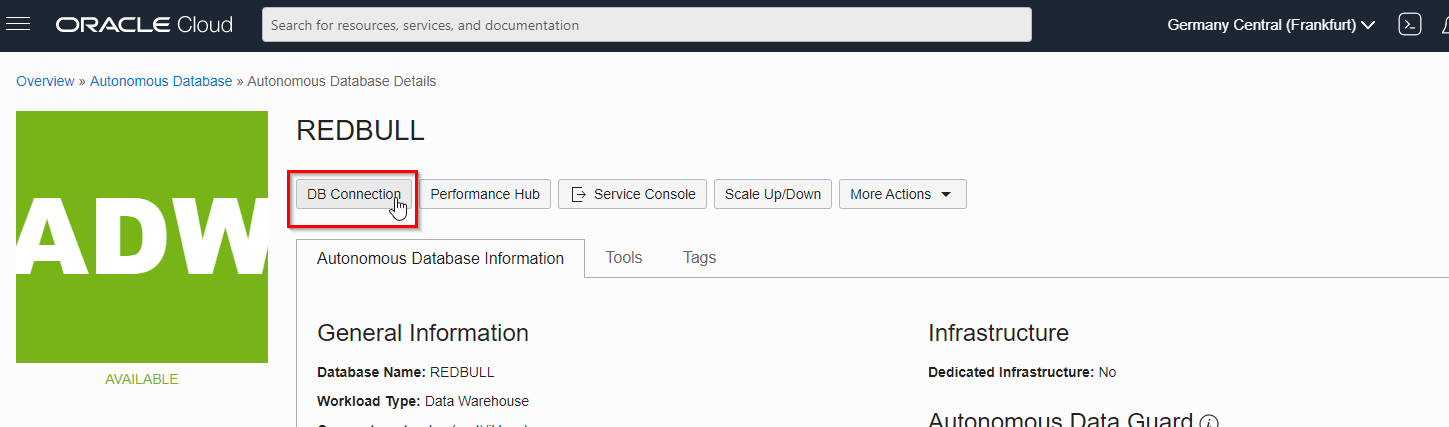 ORACLE Cloud
Search for resources, services, and documentation
Germany Central (Frankfurt)
Overview » Autonomous Database » Autonomous Database Details
ADW
AVAILABLE
REDBULL
DB Connection
Performance Hub
Service Console
Scale Up/Down
More Actions
Autonomous Database Information
Tools
Tags
General Information
Database Name: REDBULL
Workload Type: Data Warehouse
Infrastructure
Dedicated Infrastructure: No
Autonomous Data Guard